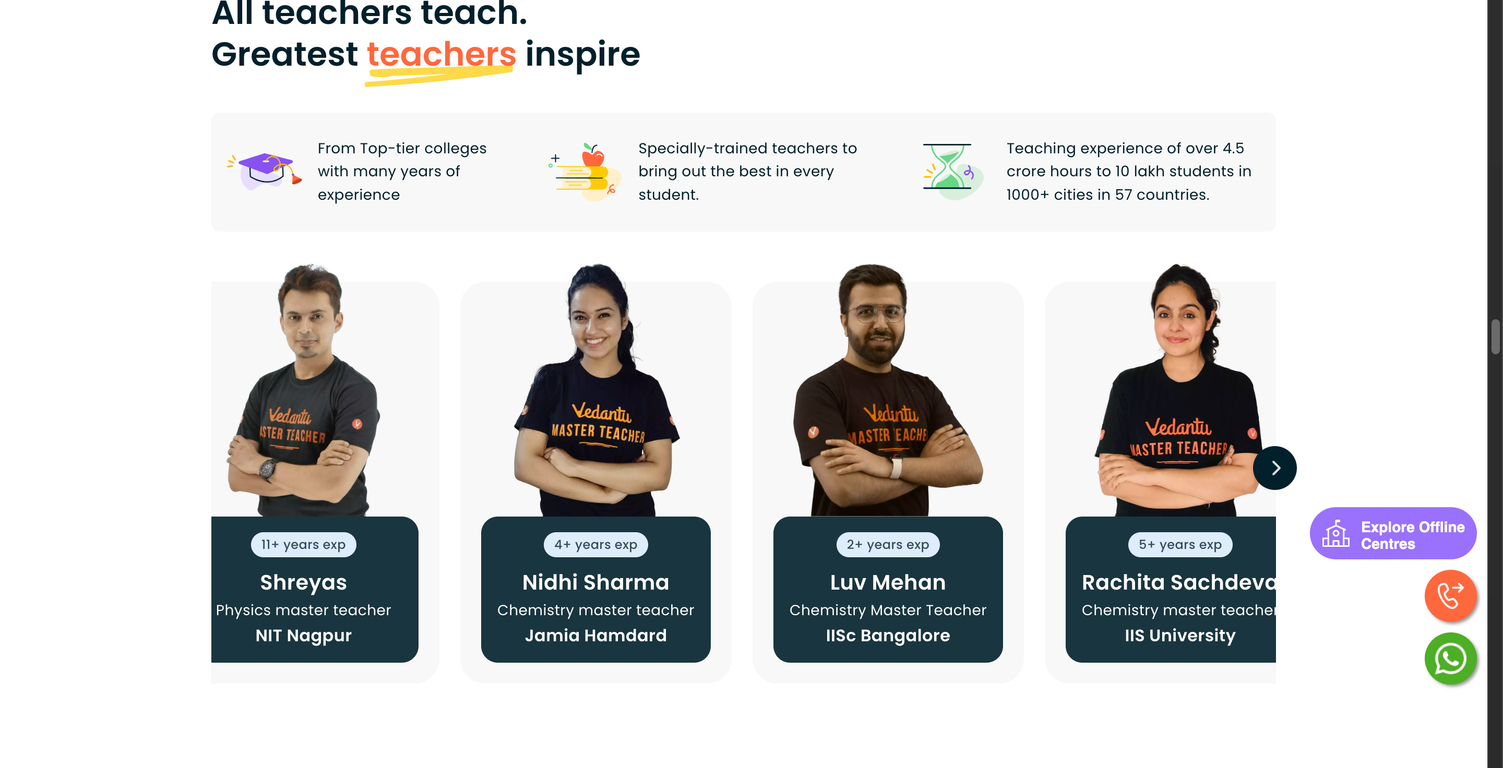 All teachers teach.
Greatest teachers inspire
From Top-tier colleges
with many years of
experience
Specially-trained teachers to
bring out the best in every
student.
Teaching experience of over 4.5
crore hours to 10 lakh students in
1000+ cities in 57 countries.
Vedantu
MASTER TEACHER
11+ years exp
Shreyas
Physics master teacher
NIT Nagpur
Vedantu
MASTER TEACHER
4+ years exp
Nidhi Sharma
Chemistry master teacher
Jamia Hamdard
Vedantu
MASTER TEACHER
2+ years exp
Luv Mehan
Chemistry Master Teacher
IISc Bangalore
Vedantu
MASTER TEACHER
5+ years exp
Rachita Sachdeva
Chemistry master teacher
IIS University
Explore Offline
Centres